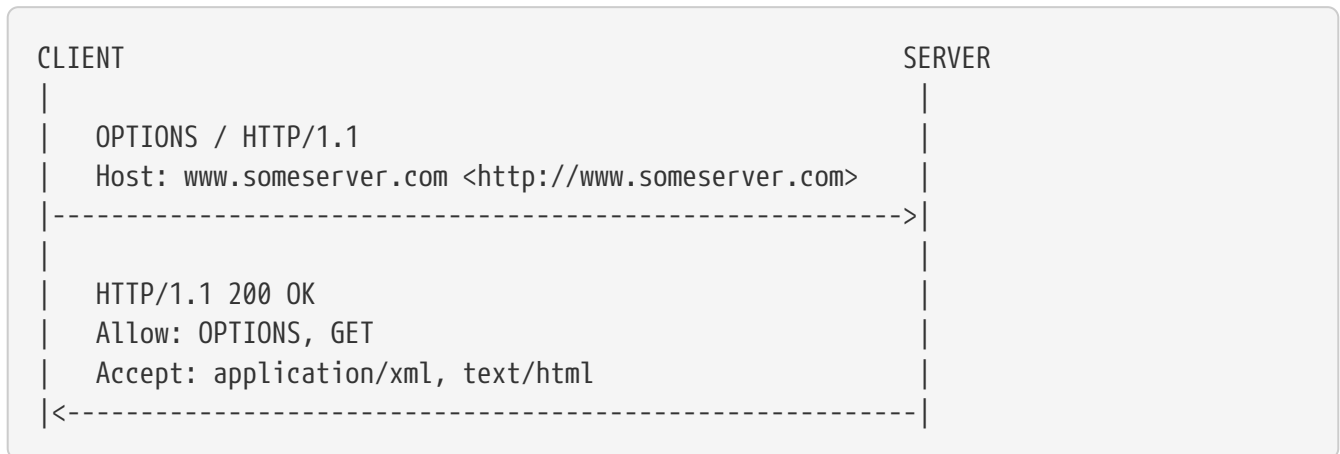 CLIENT SERVER
| |
| OPTIONS / HTTP/1.1 |
| Host: www.someserver.com <http://www.someserver.com> |
|---------------------------------------------------------->|
| |
| HTTP/1.1 200 OK |
| Allow: OPTIONS, GET |
| Accept: application/xml, text/html |
|<----------------------------------------------------------|